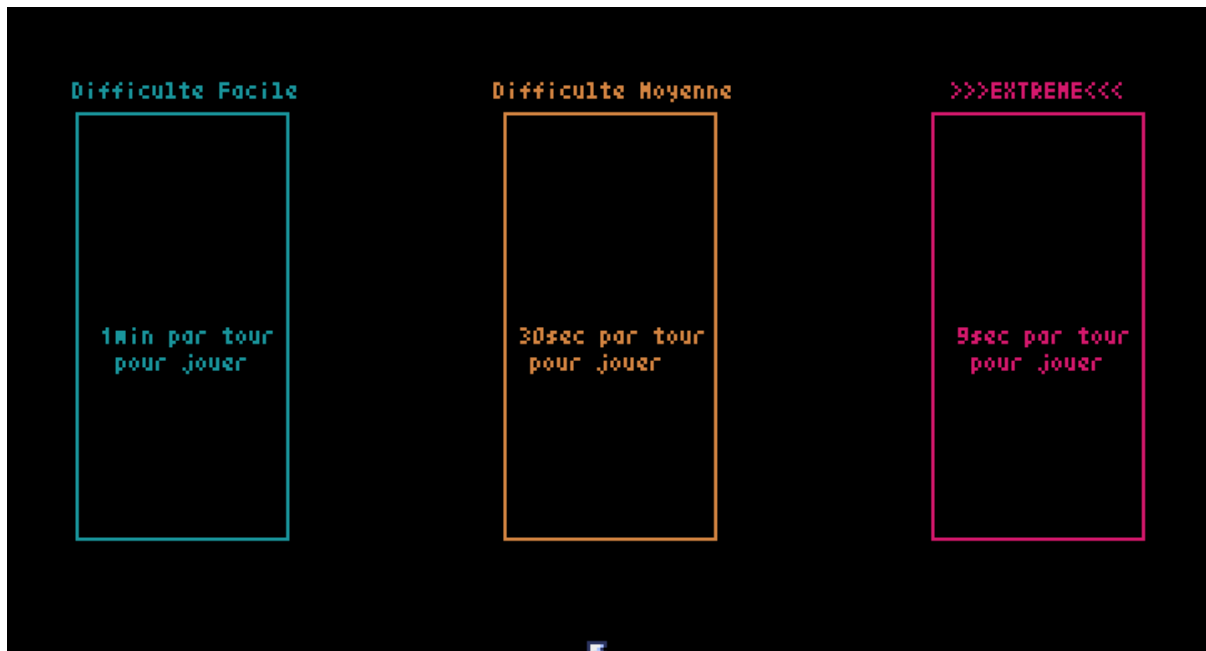 Difficulte Facile
1min par tour
pour jouer
Difficulte Moyenne
30sec par tour
pour jouer
>>>EXTREME<<<
9sec par tour
pour jouer